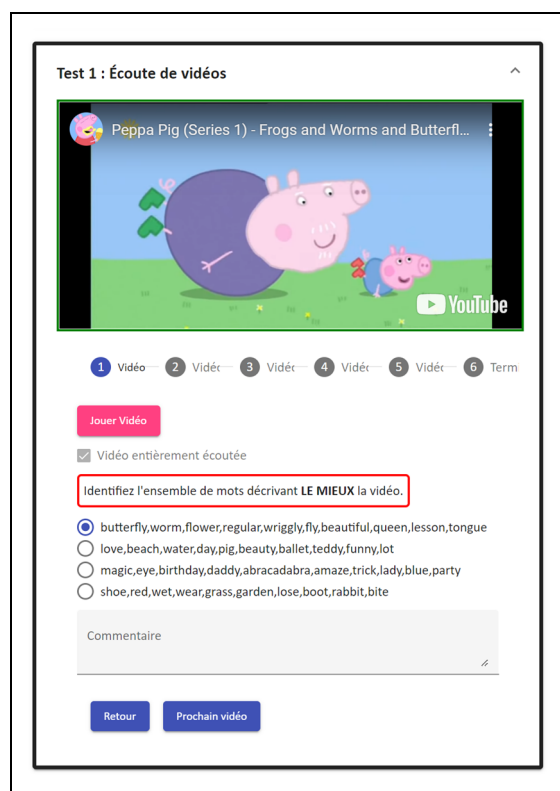 Test 1 : Écoute de vidéos
Peppa Pig (Series 1) - Frogs and Worms and Butterfl...
YouTube
1 Vidéo 2 Vidéo 3 Vidéo 4 Vidéo 5 Vidéo 6 Term
Jouer Vidéo
Vidéo entièrement écoutée
Identifiez l'ensemble de mots décrivant LE MIEUX la vidéo.
butterfly,worm,flower,regular,wriggly,fly,beautiful,queen,lesson,tongue
love,beach,water,day,pig,beauty,ballet,teddy,funny,lot
magic,eye,birthday,daddy,abracadabra,amaze,trick,lady,blue,party
shoe,red,wet,wear,grass,garden,lose,boot,rabbit,bite
Commentaire
Retour Prochain vidéo